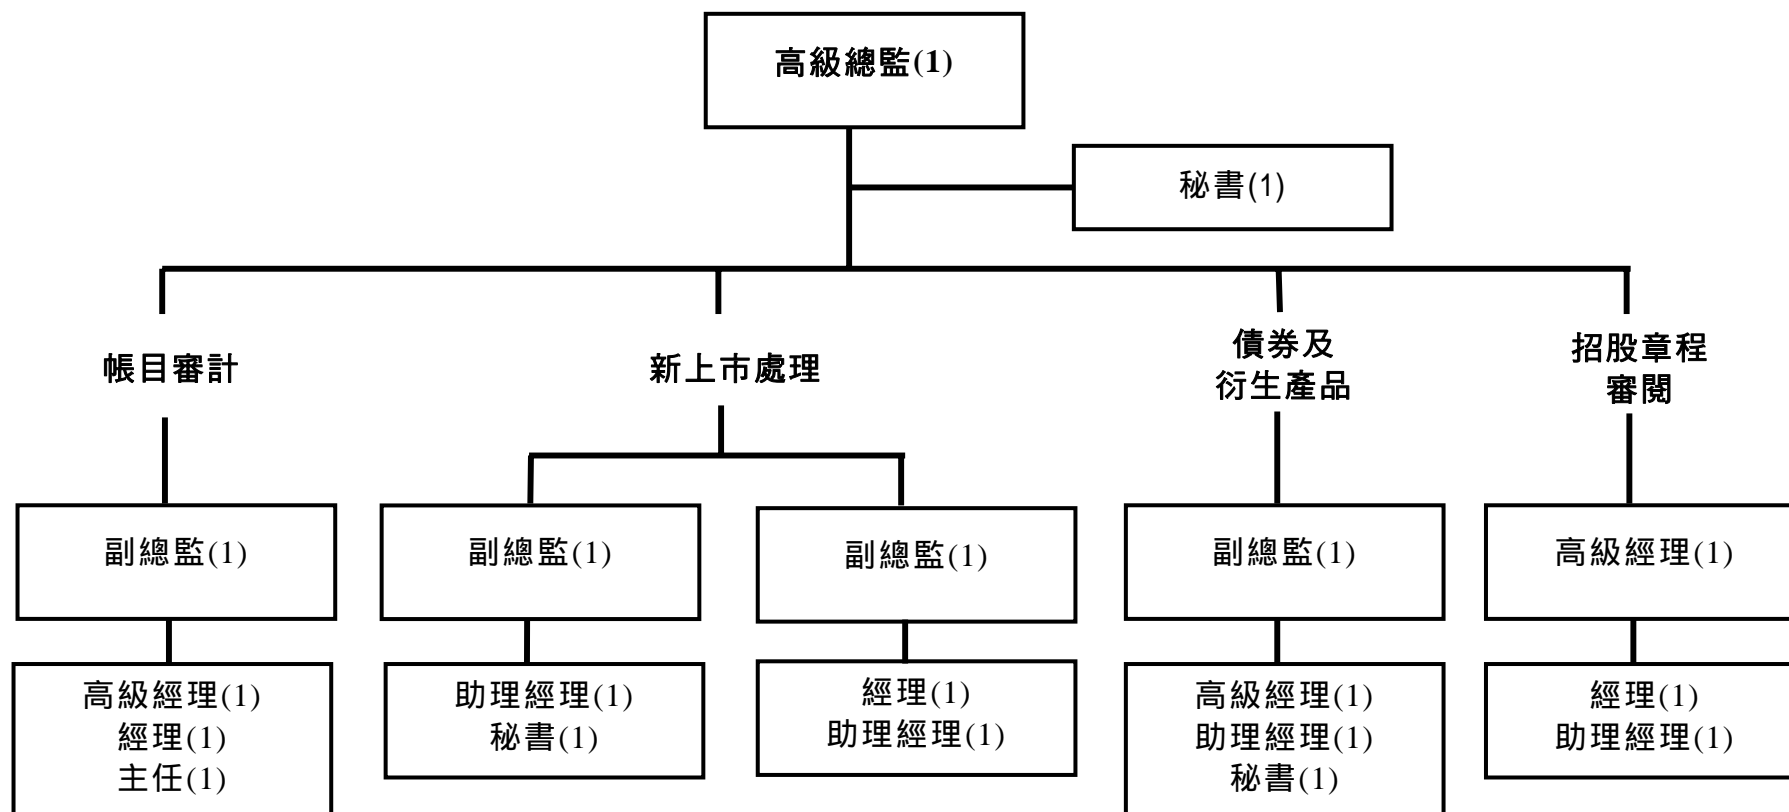 高級總監(1)
秘書(1)
帳目審計
新上市處理
債券及
衍生產品
招股章程
審閱
副總監(1)
副總監(1)
副總監(1)
副總監(1)
高級經理(1)
高級經理(1)
經理(1)
主任(1)
助理經理(1)
秘書(1)
經理(1)
助理經理(1)
高級經理(1)
助理經理(1)
秘書(1)
經理(1)
助理經理(1)